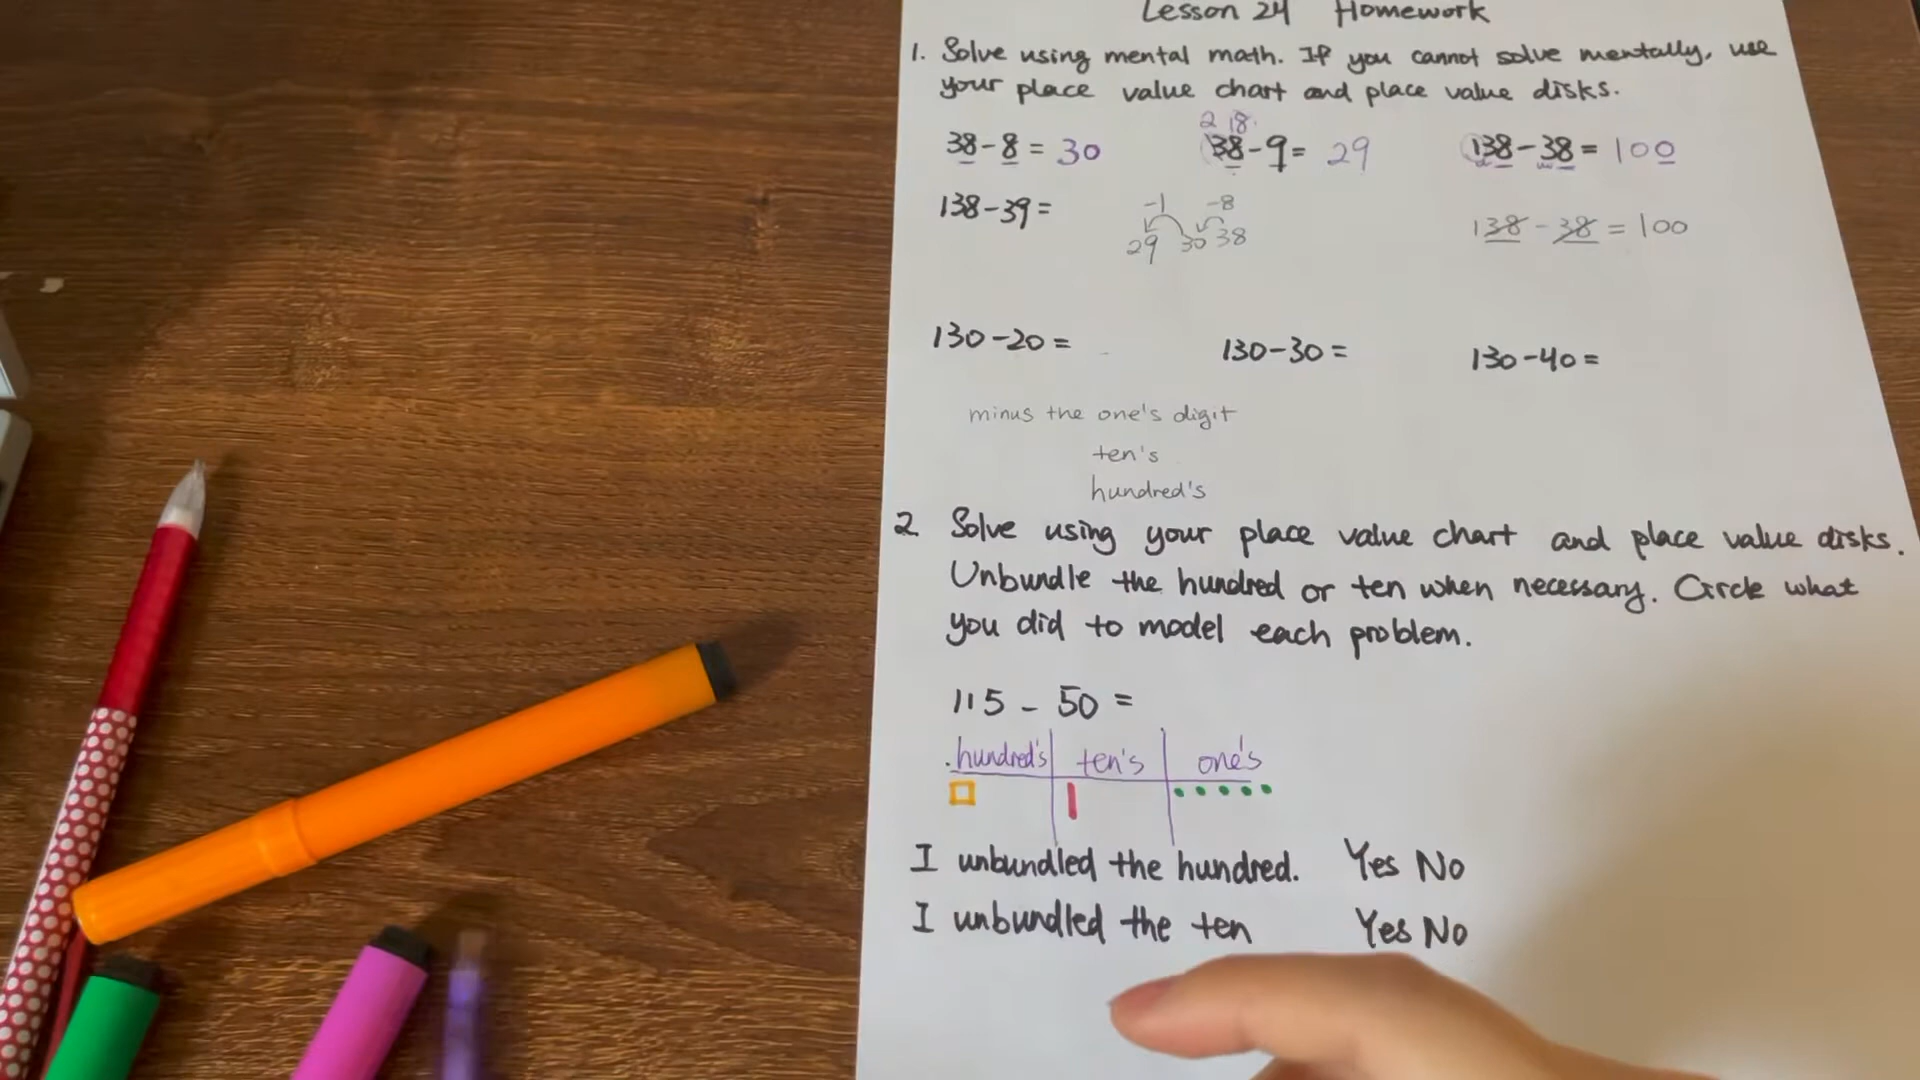 Lesson 24 Homework
1. Solve using mental math. If you cannot solve mentally, use
your place value chart and place value disks.
2 18
38-8 = 30 38-9= 29 138-38= 100
138-39=
-1 -8
29 30 38
138-38 = 100
130-20= 130-30= 130-40=
minus the one's digit
ten's
hundred's
2. Solve using your place value chart and place value disks.
Unbundle the hundred or ten when necessary. Circle what
you did to model each problem.
115 - 50 =
hundred's ten's one's
I unbundled the hundred. Yes No
I unbundled the ten Yes No